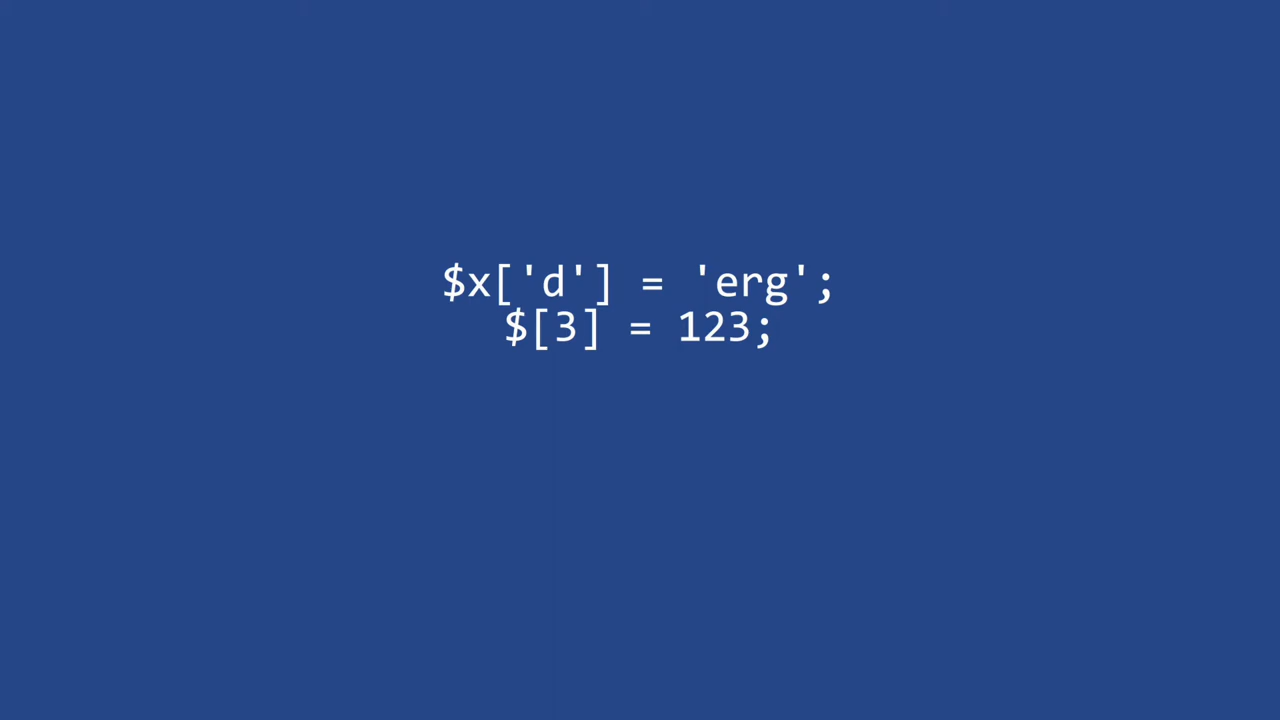 $x['d'] = 'erg';
$[3] = 123;